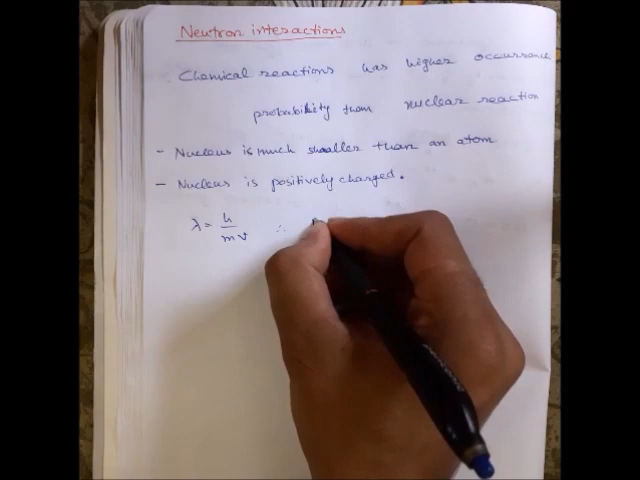 Neutron interactions
Chemical reactions has higher occurrence
probability than nuclear reaction
- Nucleus is much smaller than an atom
- Nucleus is positively charged.
λ = h/mv ∴